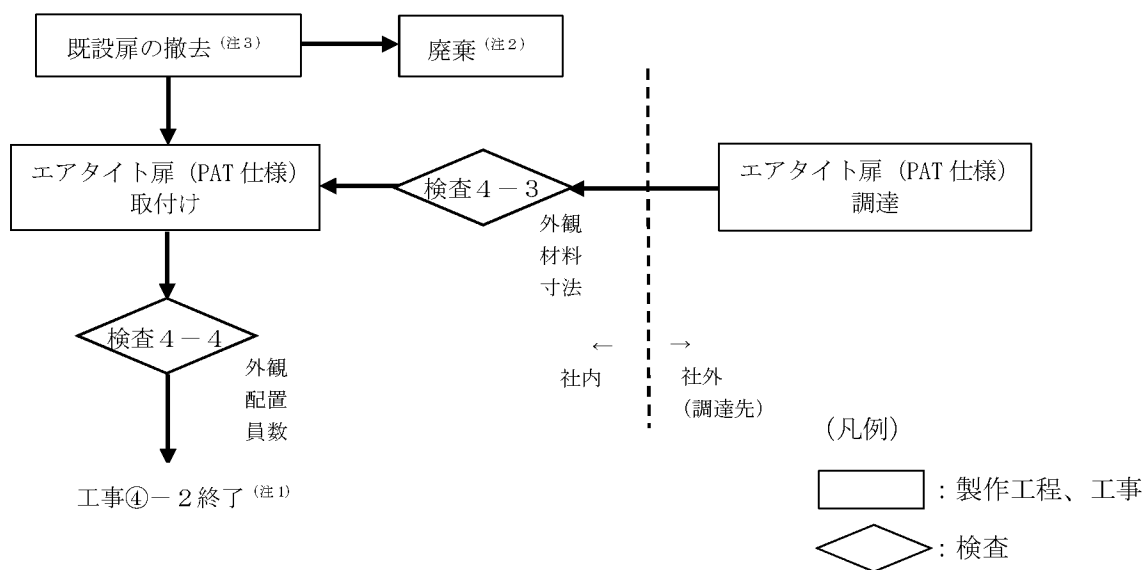 既設扉の撤去（注３）
廃棄（注２）
エアタイト扉（PAT 仕様）
取付け
検査４－３
エアタイト扉（PAT 仕様）
調達
外観
材料
寸法
検査４－４
外観
配置
員数
←
社内
→
社外
（調達先）
工事④－２終了（注1）
（凡例）
：製作工程、工事
：検査